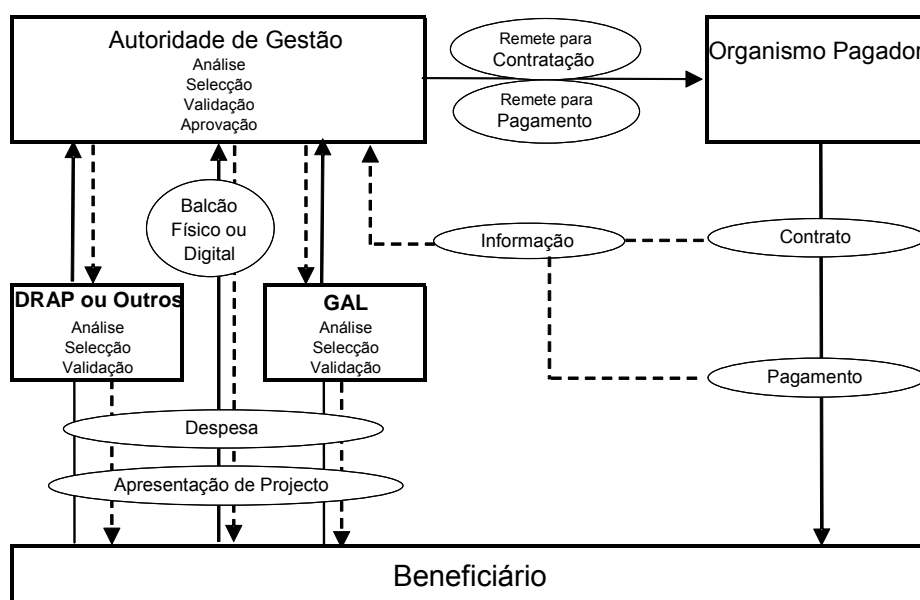 Autoridade de Gestão
Análise
Selecção
Validação
Aprovação
Remete para
Contratação
Remete para
Pagamento
Organismo Pagador
Balcão
Físico ou
Digital
Informação
Contrato
DRAP ou Outros
Análise
Selecção
Validação
GAL
Análise
Selecção
Validação
Pagamento
Despesa
Apresentação de Projecto
Beneficiário